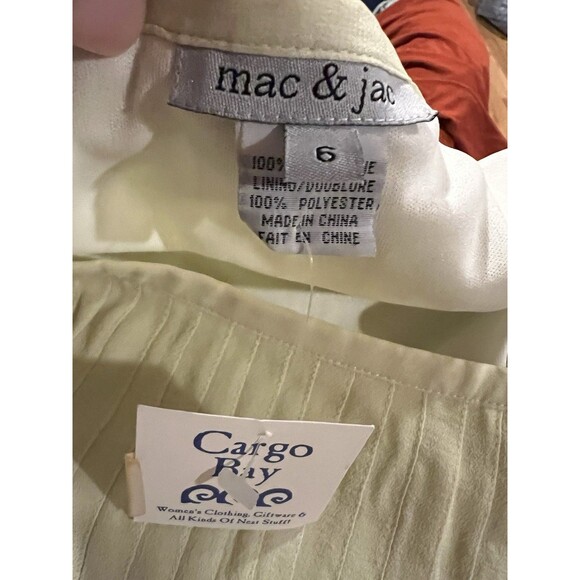 mac & jac
6
100%
LINING/DOUBLURE
100% POLYESTER
MADE IN CHINA
FAIT EN CHINE
Cargo
Bay
Women's Clothing, Giftware &
All Kinds Of Neat Stuff!